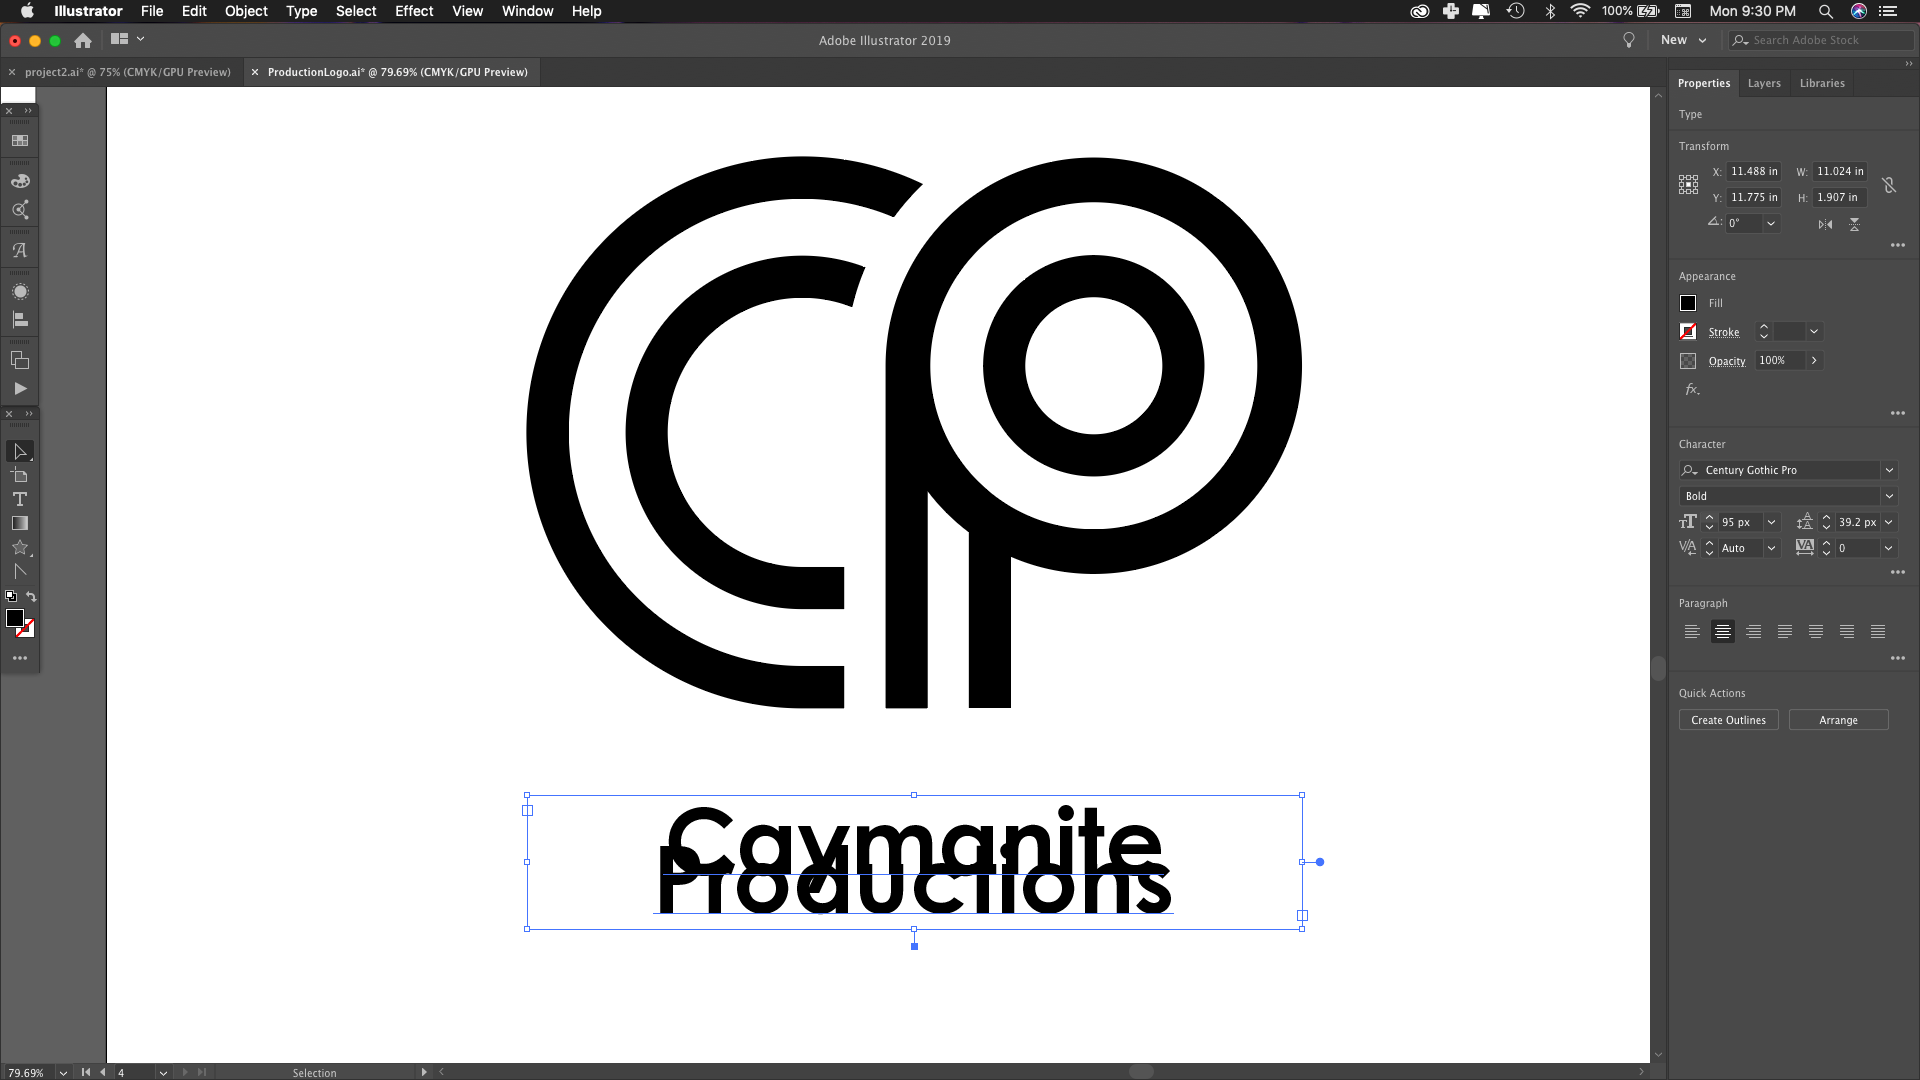 Illustrator File Edit Object Type Select Effect View Window Help 100% Mon 9:30 PM
Adobe Illustrator 2019 New Search Adobe Stock
project2.ai* @ 75% (CMYK/GPU Preview) ProductionLogo.ai* @ 79.69% (CMYK/GPU Preview)
Properties Layers Libraries
Type
Transform
X: 11.488 in W: 11.024 in
Y: 11.775 in H: 1.907 in
0°
Appearance
Fill
Stroke
Opacity 100%
fx.
Character
Century Gothic Pro
Bold
95 px 39.2 px
Auto 0
Paragraph
Quick Actions
Create Outlines Arrange
CP
Caymanite
Productions
79.69% 4 Selection